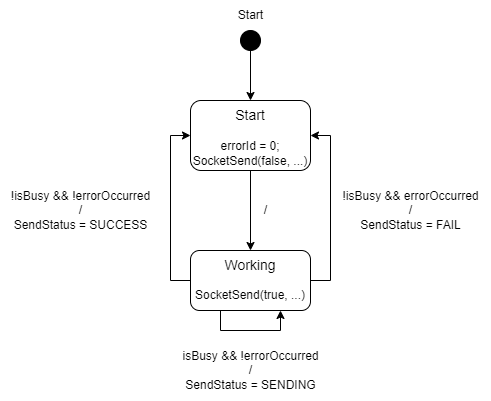 Start
Start
errorId = 0;
SocketSend(false, ...)
!isBusy && !errorOccurred
/
SendStatus = SUCCESS
/
!isBusy && errorOccurred
/
SendStatus = FAIL
Working
SocketSend(true, ...)
isBusy && !errorOccurred
/
SendStatus = SENDING